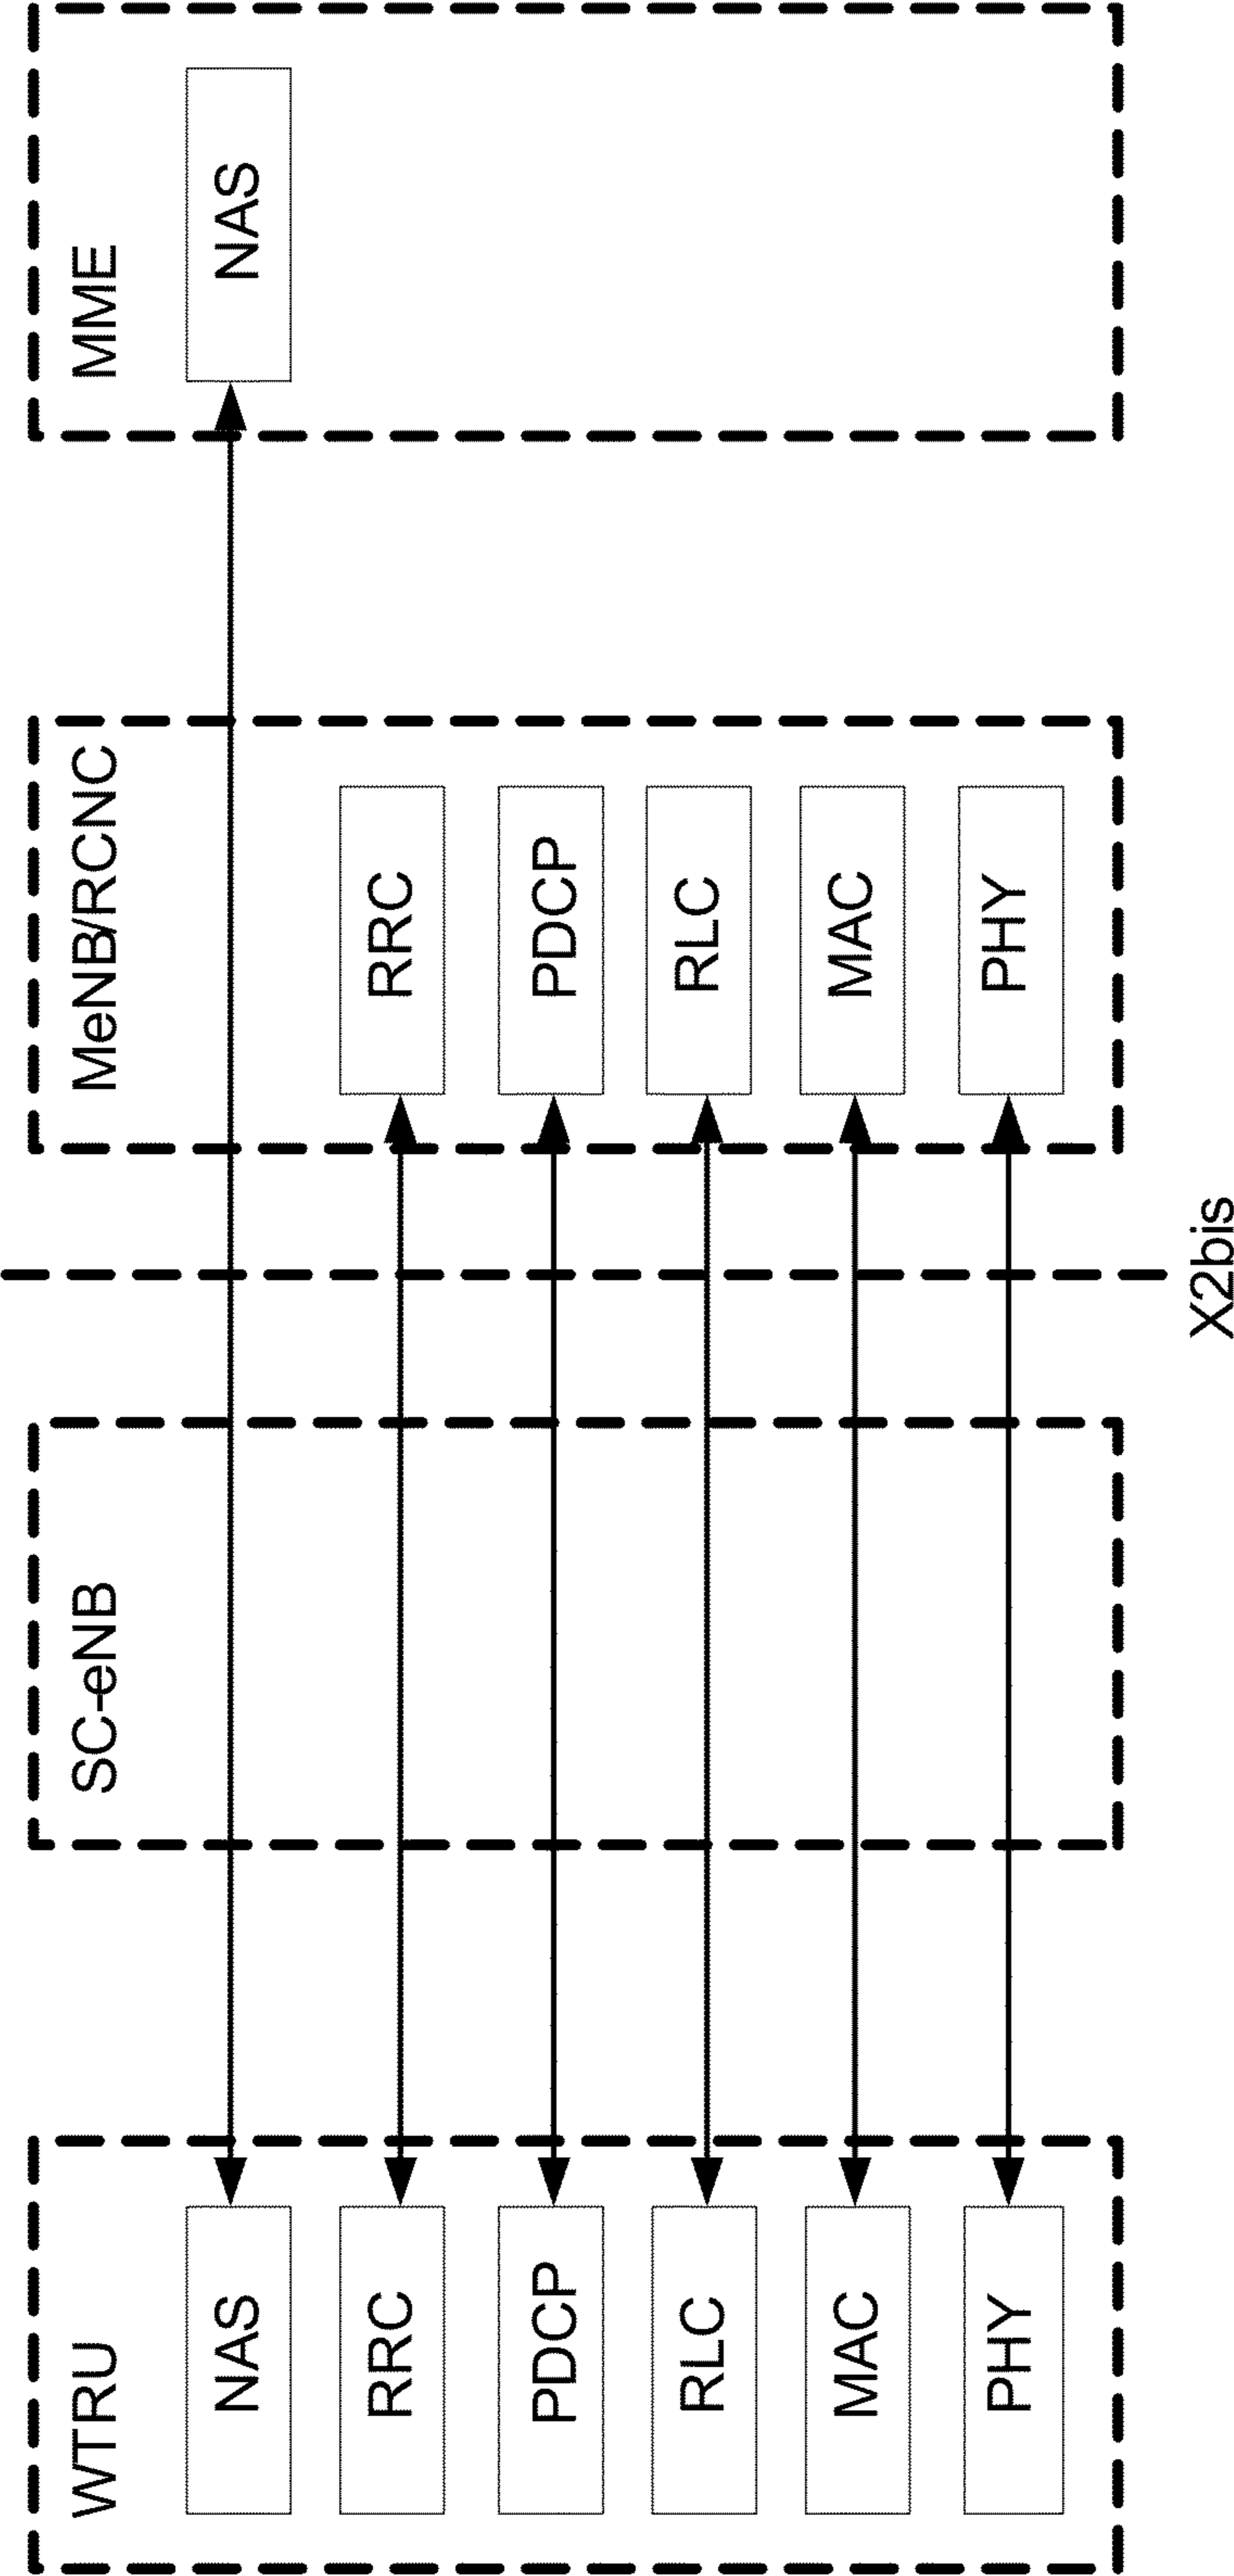 WTRU
NAS
RRC
PDCP
RLC
MAC
PHY
SC-eNB
X2bis
MeNB/RCNC
RRC
PDCP
RLC
MAC
PHY
MME
NAS